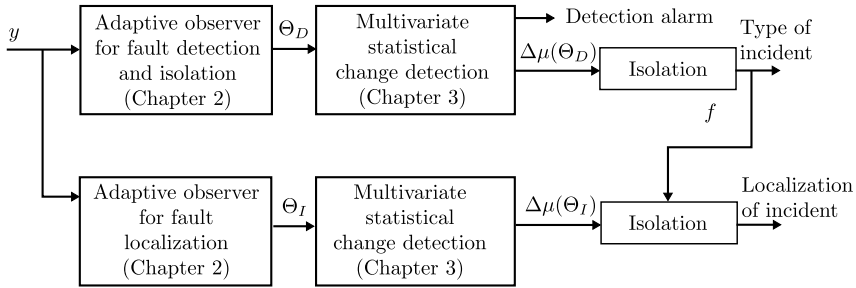 y
Adaptive observer
for fault detection
and isolation
(Chapter 2)
Θ_D
Multivariate
statistical
change detection
(Chapter 3)
Detection alarm
Δμ(Θ_D)
Isolation
Type of
incident
f
Adaptive observer
for fault
localization
(Chapter 2)
Θ_I
Multivariate
statistical
change detection
(Chapter 3)
Δμ(Θ_I)
Isolation
Localization
of incident